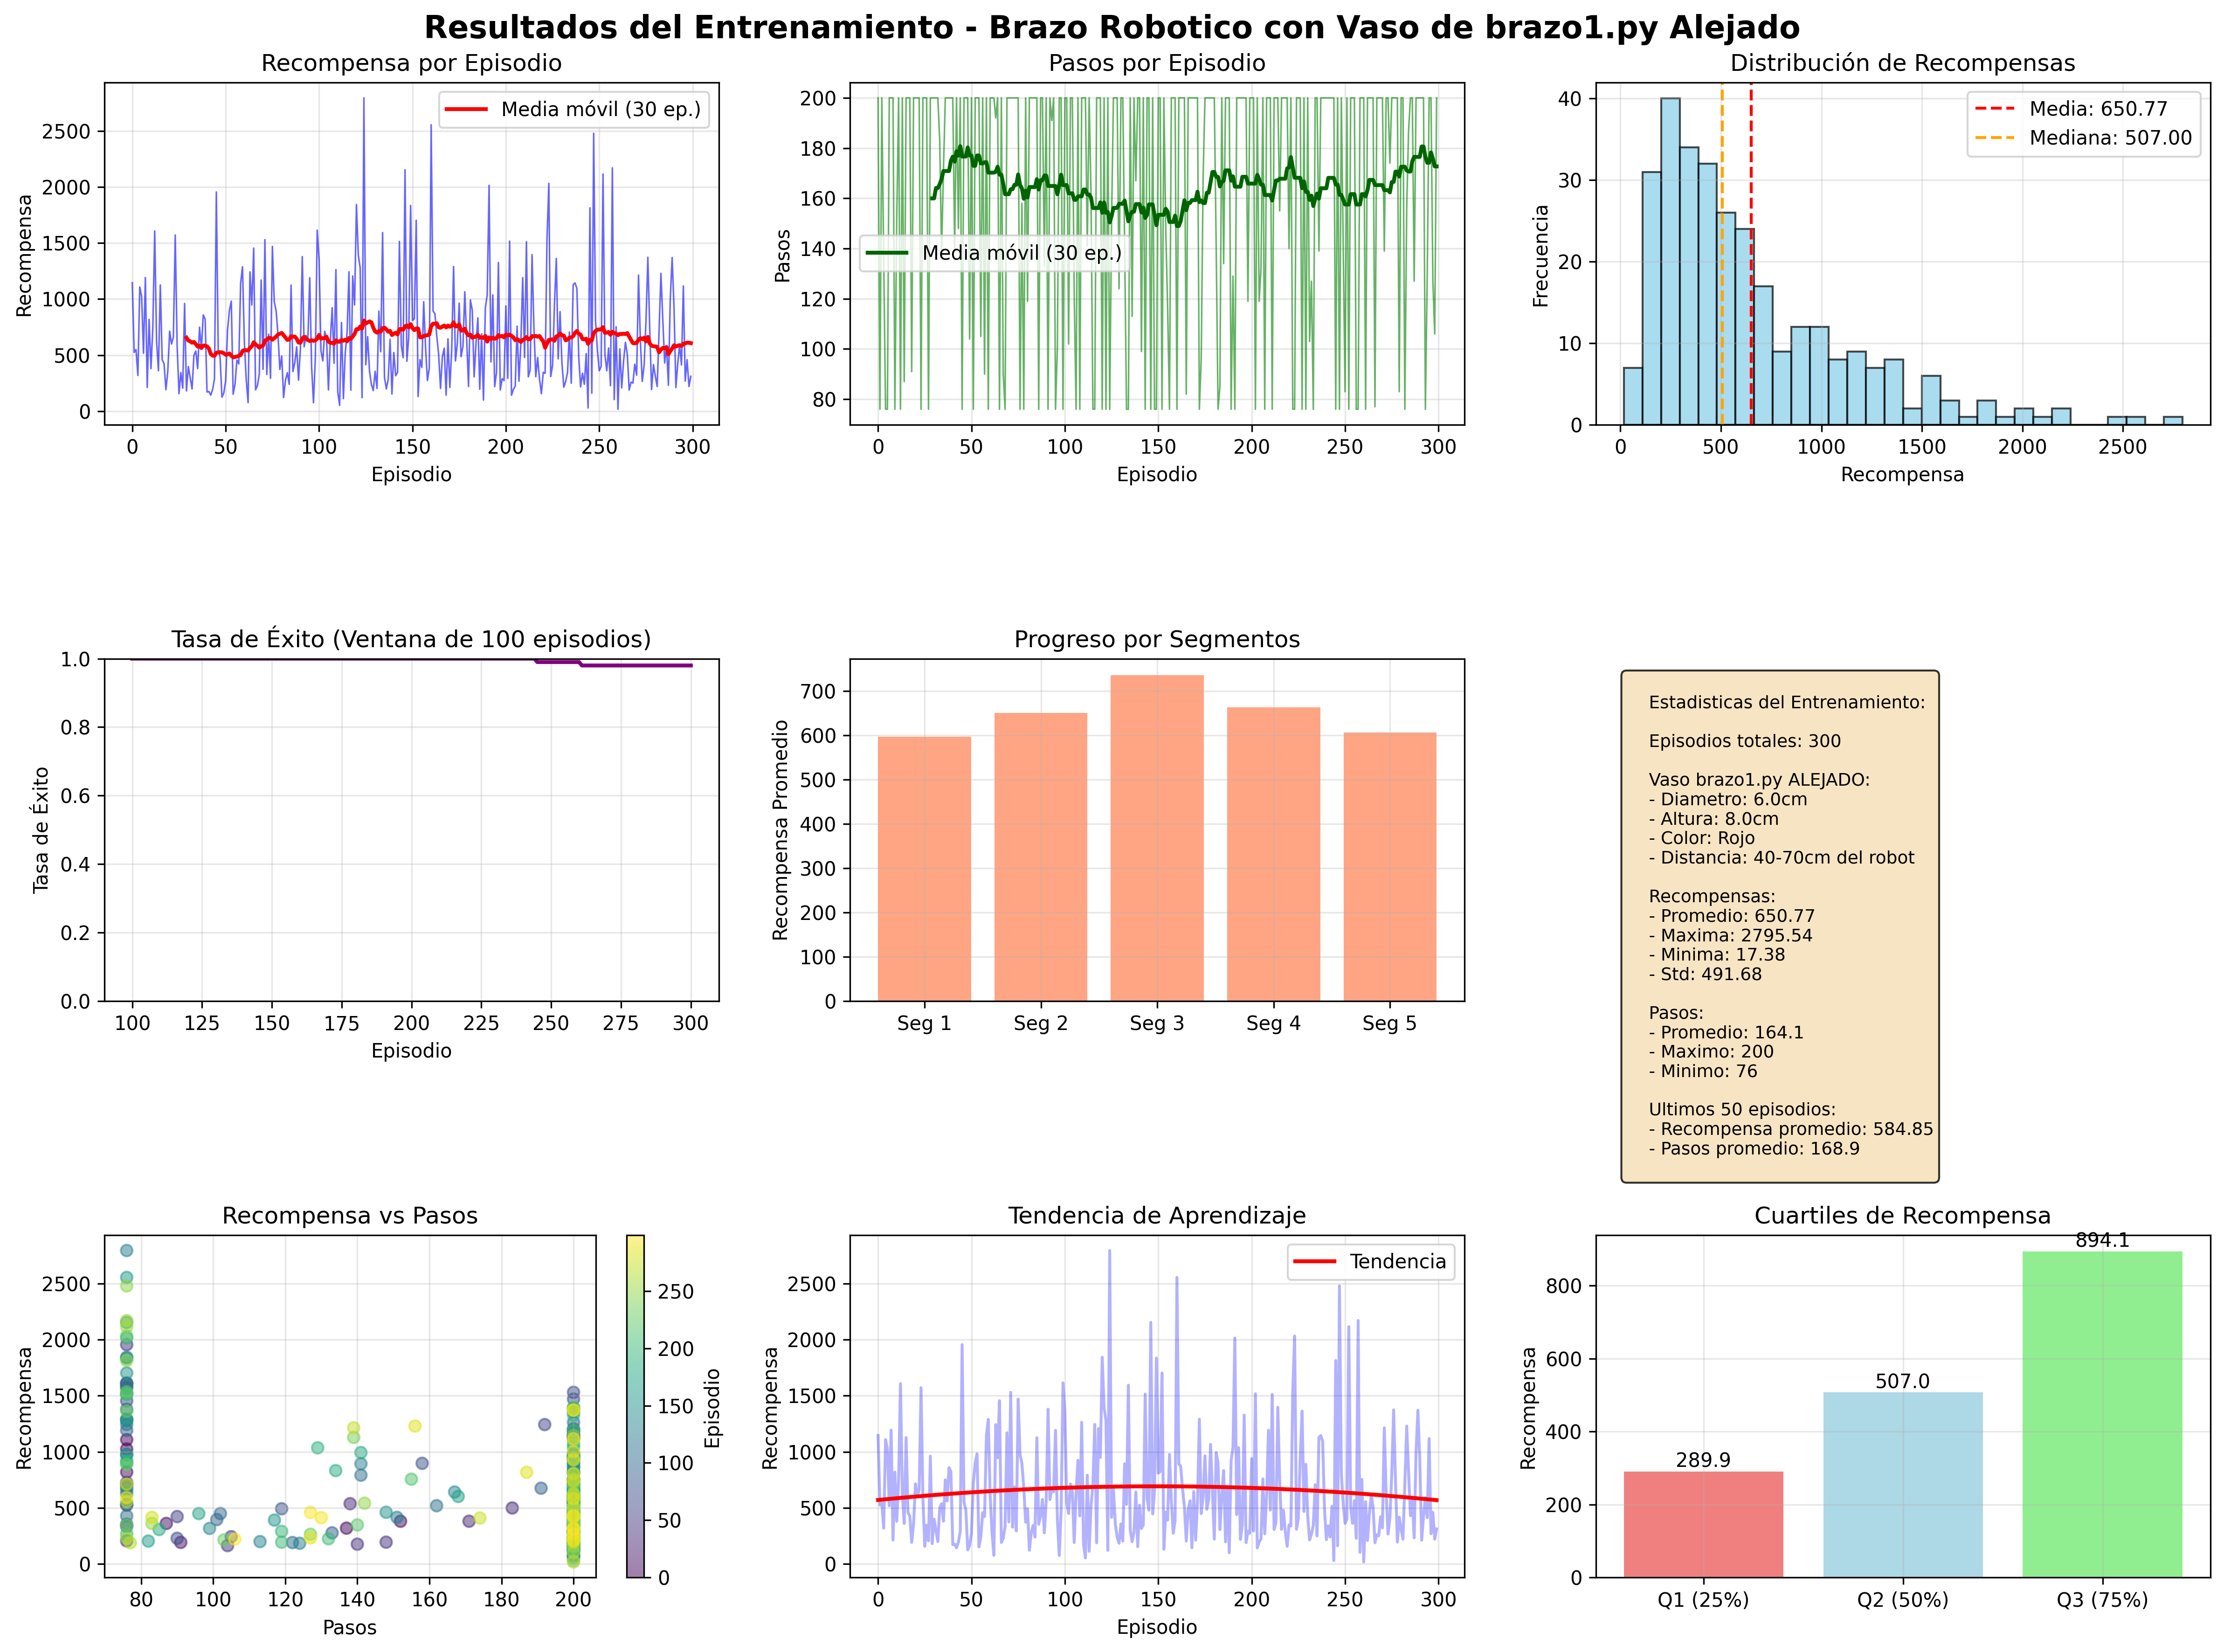 Resultados del Entrenamiento - Brazo Robotico con Vaso de brazo1.py Alejado
Recompensa por Episodio
Media móvil (30 ep.)
Recompensa
2500
2000
1500
1000
500
0
0 50 100 150 200 250 300
Episodio
Pasos por Episodio
Media móvil (30 ep.)
Pasos
200
180
160
140
120
100
80
0 50 100 150 200 250 300
Episodio
Distribución de Recompensas
Media: 650.77
Mediana: 507.00
Frecuencia
40
30
20
10
0
0 500 1000 1500 2000 2500
Recompensa
Tasa de Éxito (Ventana de 100 episodios)
Tasa de Éxito
1.0
0.8
0.6
0.4
0.2
0.0
100 125 150 175 200 225 250 275 300
Episodio
Progreso por Segmentos
Recompensa Promedio
700
600
500
400
300
200
100
0
Seg 1 Seg 2 Seg 3 Seg 4 Seg 5
Estadisticas del Entrenamiento:
Episodios totales: 300
Vaso brazo1.py ALEJADO:
- Diametro: 6.0cm
- Altura: 8.0cm
- Color: Rojo
- Distancia: 40-70cm del robot
Recompensas:
- Promedio: 650.77
- Maxima: 2795.54
- Minima: 17.38
- Std: 491.68
Pasos:
- Promedio: 164.1
- Maximo: 200
- Minimo: 76
Ultimos 50 episodios:
- Recompensa promedio: 584.85
- Pasos promedio: 168.9
Recompensa vs Pasos
Recompensa
2500
2000
1500
1000
500
0
80 100 120 140 160 180 200
Pasos
250
200
150
100
50
0
Episodio
Tendencia de Aprendizaje
Tendencia
Recompensa
2500
2000
1500
1000
500
0
0 50 100 150 200 250 300
Episodio
Cuartiles de Recompensa
Recompensa
800
600
400
200
0
289.9
507.0
894.1
Q1 (25%) Q2 (50%) Q3 (75%)